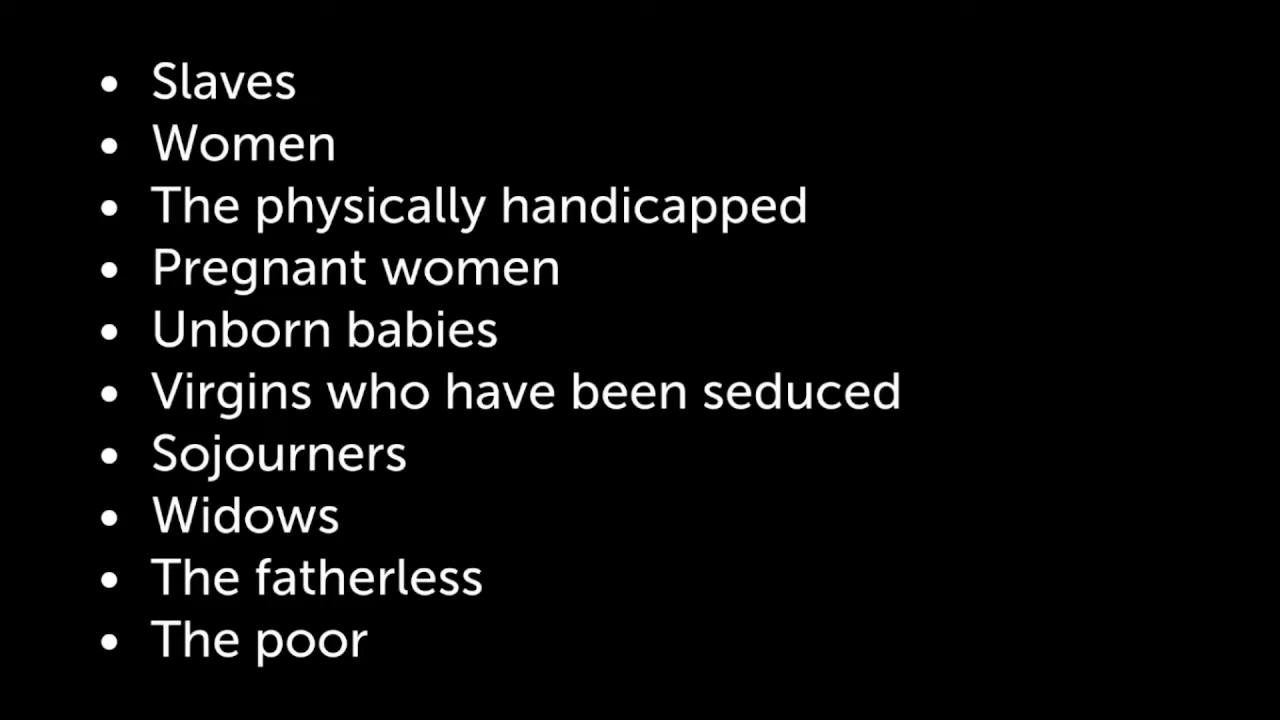 • Slaves
• Women
• The physically handicapped
• Pregnant women
• Unborn babies
• Virgins who have been seduced
• Sojourners
• Widows
• The fatherless
• The poor